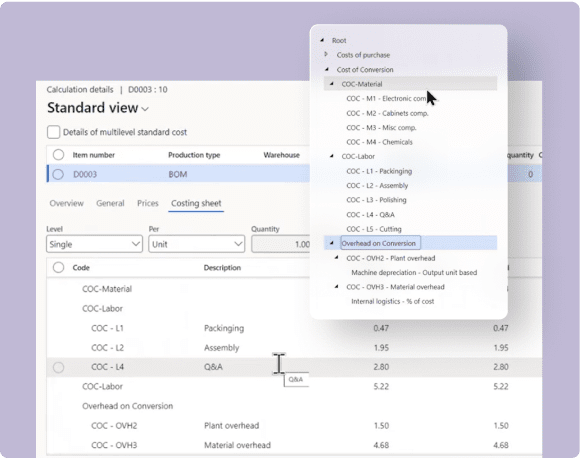 Root
Costs of purchase
Cost of Conversion
COC-Material
COC - M1 - Electronic com
COC - M2 - Cabinets comp.
COC - M3 - Misc comp.
COC - M4 - Chemicals
COC-Labor
COC - L1 - Packinging
COC - L2 - Assembly
COC - L3 - Polishing
COC - L4 - Q&A
COC - L5 - Cutting
Overhead on Conversion
COC - OVH2 - Plant overhead
Machine depreciation - Output unit based
COC - OVH3 - Material overhead
Internal logistics - % of cost
Calculation details | D0003 : 10
Standard view
Details of multilevel standard cost
Item number Production type Warehouse quantity C
D0003 BOM 0
Overview General Prices Costing sheet
Level Per Quantity
Single Unit 1.00
Code Description
COC-Material
COC-Labor
COC - L1 Packinging 0.47 0.47
COC - L2 Assembly 1.95 1.95
COC - L4 Q&A 2.80 2.80
Q&A
COC-Labor 5.22 5.22
Overhead on Conversion
COC - OVH2 Plant overhead 1.50 1.50
COC - OVH3 Material overhead 4.68 4.68